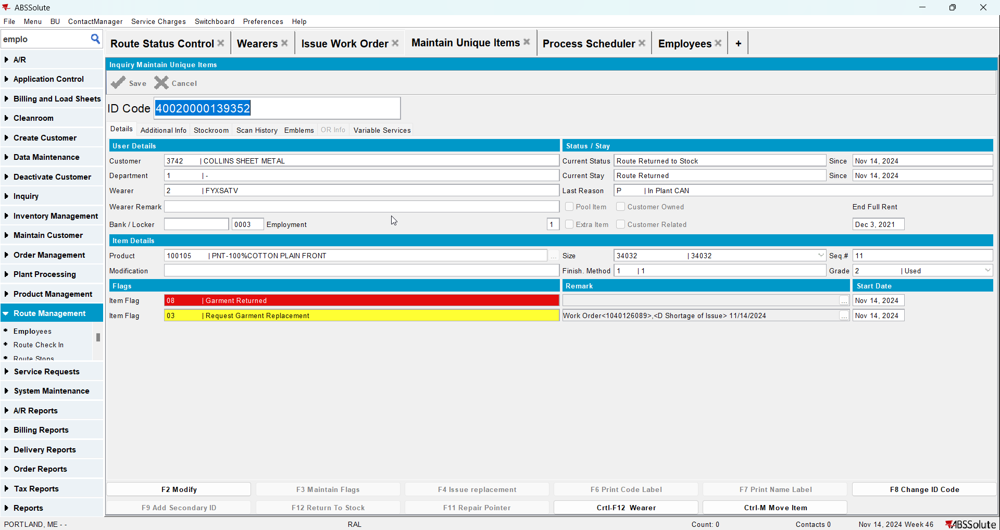 ABSSolute
File Menu BU ContactManager Service Charges Switchboard Preferences Help
emplo
Route Status Control Wearers Issue Work Order Maintain Unique Items Process Scheduler Employees +
A/R
Application Control
Billing and Load Sheets
Cleanroom
Create Customer
Data Maintenance
Deactivate Customer
Inquiry
Inventory Management
Maintain Customer
Order Management
Plant Processing
Product Management
Route Management
Employees
Route Check In
Route Stops
Service Requests
System Maintenance
A/R Reports
Billing Reports
Delivery Reports
Order Reports
Tax Reports
Reports
Inquiry Maintain Unique Items
Save Cancel
ID Code 40020000139352
Details Additional Info Stockroom Scan History Emblems OR Info Variable Services
User Details Status / Stay
Customer 3742 | COLLINS SHEET METAL Current Status Route Returned to Stock Since Nov 14, 2024
Department 1 | - Current Stay Route Returned Since Nov 14, 2024
Wearer 2 | FYXSATV Last Reason P | In Plant CAN
Wearer Remark Pool Item Customer Owned End Full Rent
Bank / Locker 0003 Employment 1 Extra Item Customer Related Dec 3, 2021
Item Details
Product 100105 | PNT-100%COTTON PLAIN FRONT ... Size 34032 | 34032 Seq.# 11
Modification Finish. Method 1 | 1 Grade 2 | Used
Flags Remark Start Date
Item Flag 08 | Garment Returned ... Nov 14, 2024
Item Flag 03 | Request Garment Replacement Work Order<1040126089>,<D Shortage of Issue> 11/14/2024 ... Nov 14, 2024
F2 Modify F3 Maintain Flags F4 Issue replacement F6 Print Code Label F7 Print Name Label F8 Change ID Code
F9 Add Secondary ID F12 Return To Stock F11 Repair Pointer Crtl-F12 Wearer Ctrl-M Move Item
PORTLAND, ME - - RAL Count: 0 Contacts 0 Nov 14, 2024 Week 46 ABSSolute